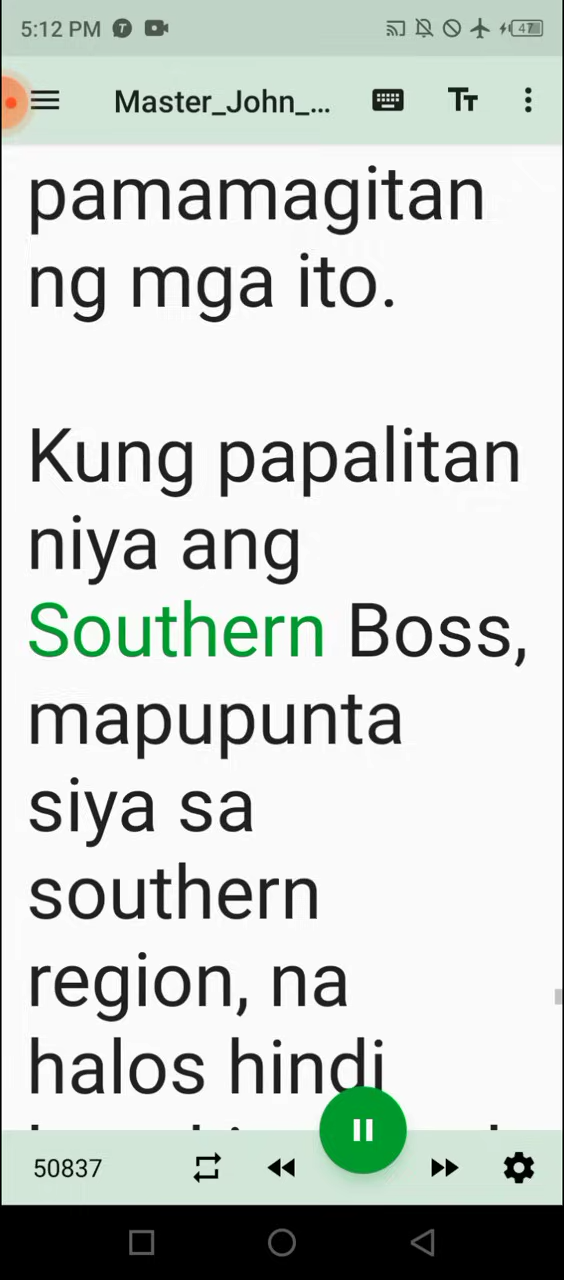 5:12 PM
47
Master_John_...
pamamagitan
ng mga ito.
Kung papalitan
niya ang
Southern Boss,
mapupunta
siya sa
southern
region, na
halos hindi
50837